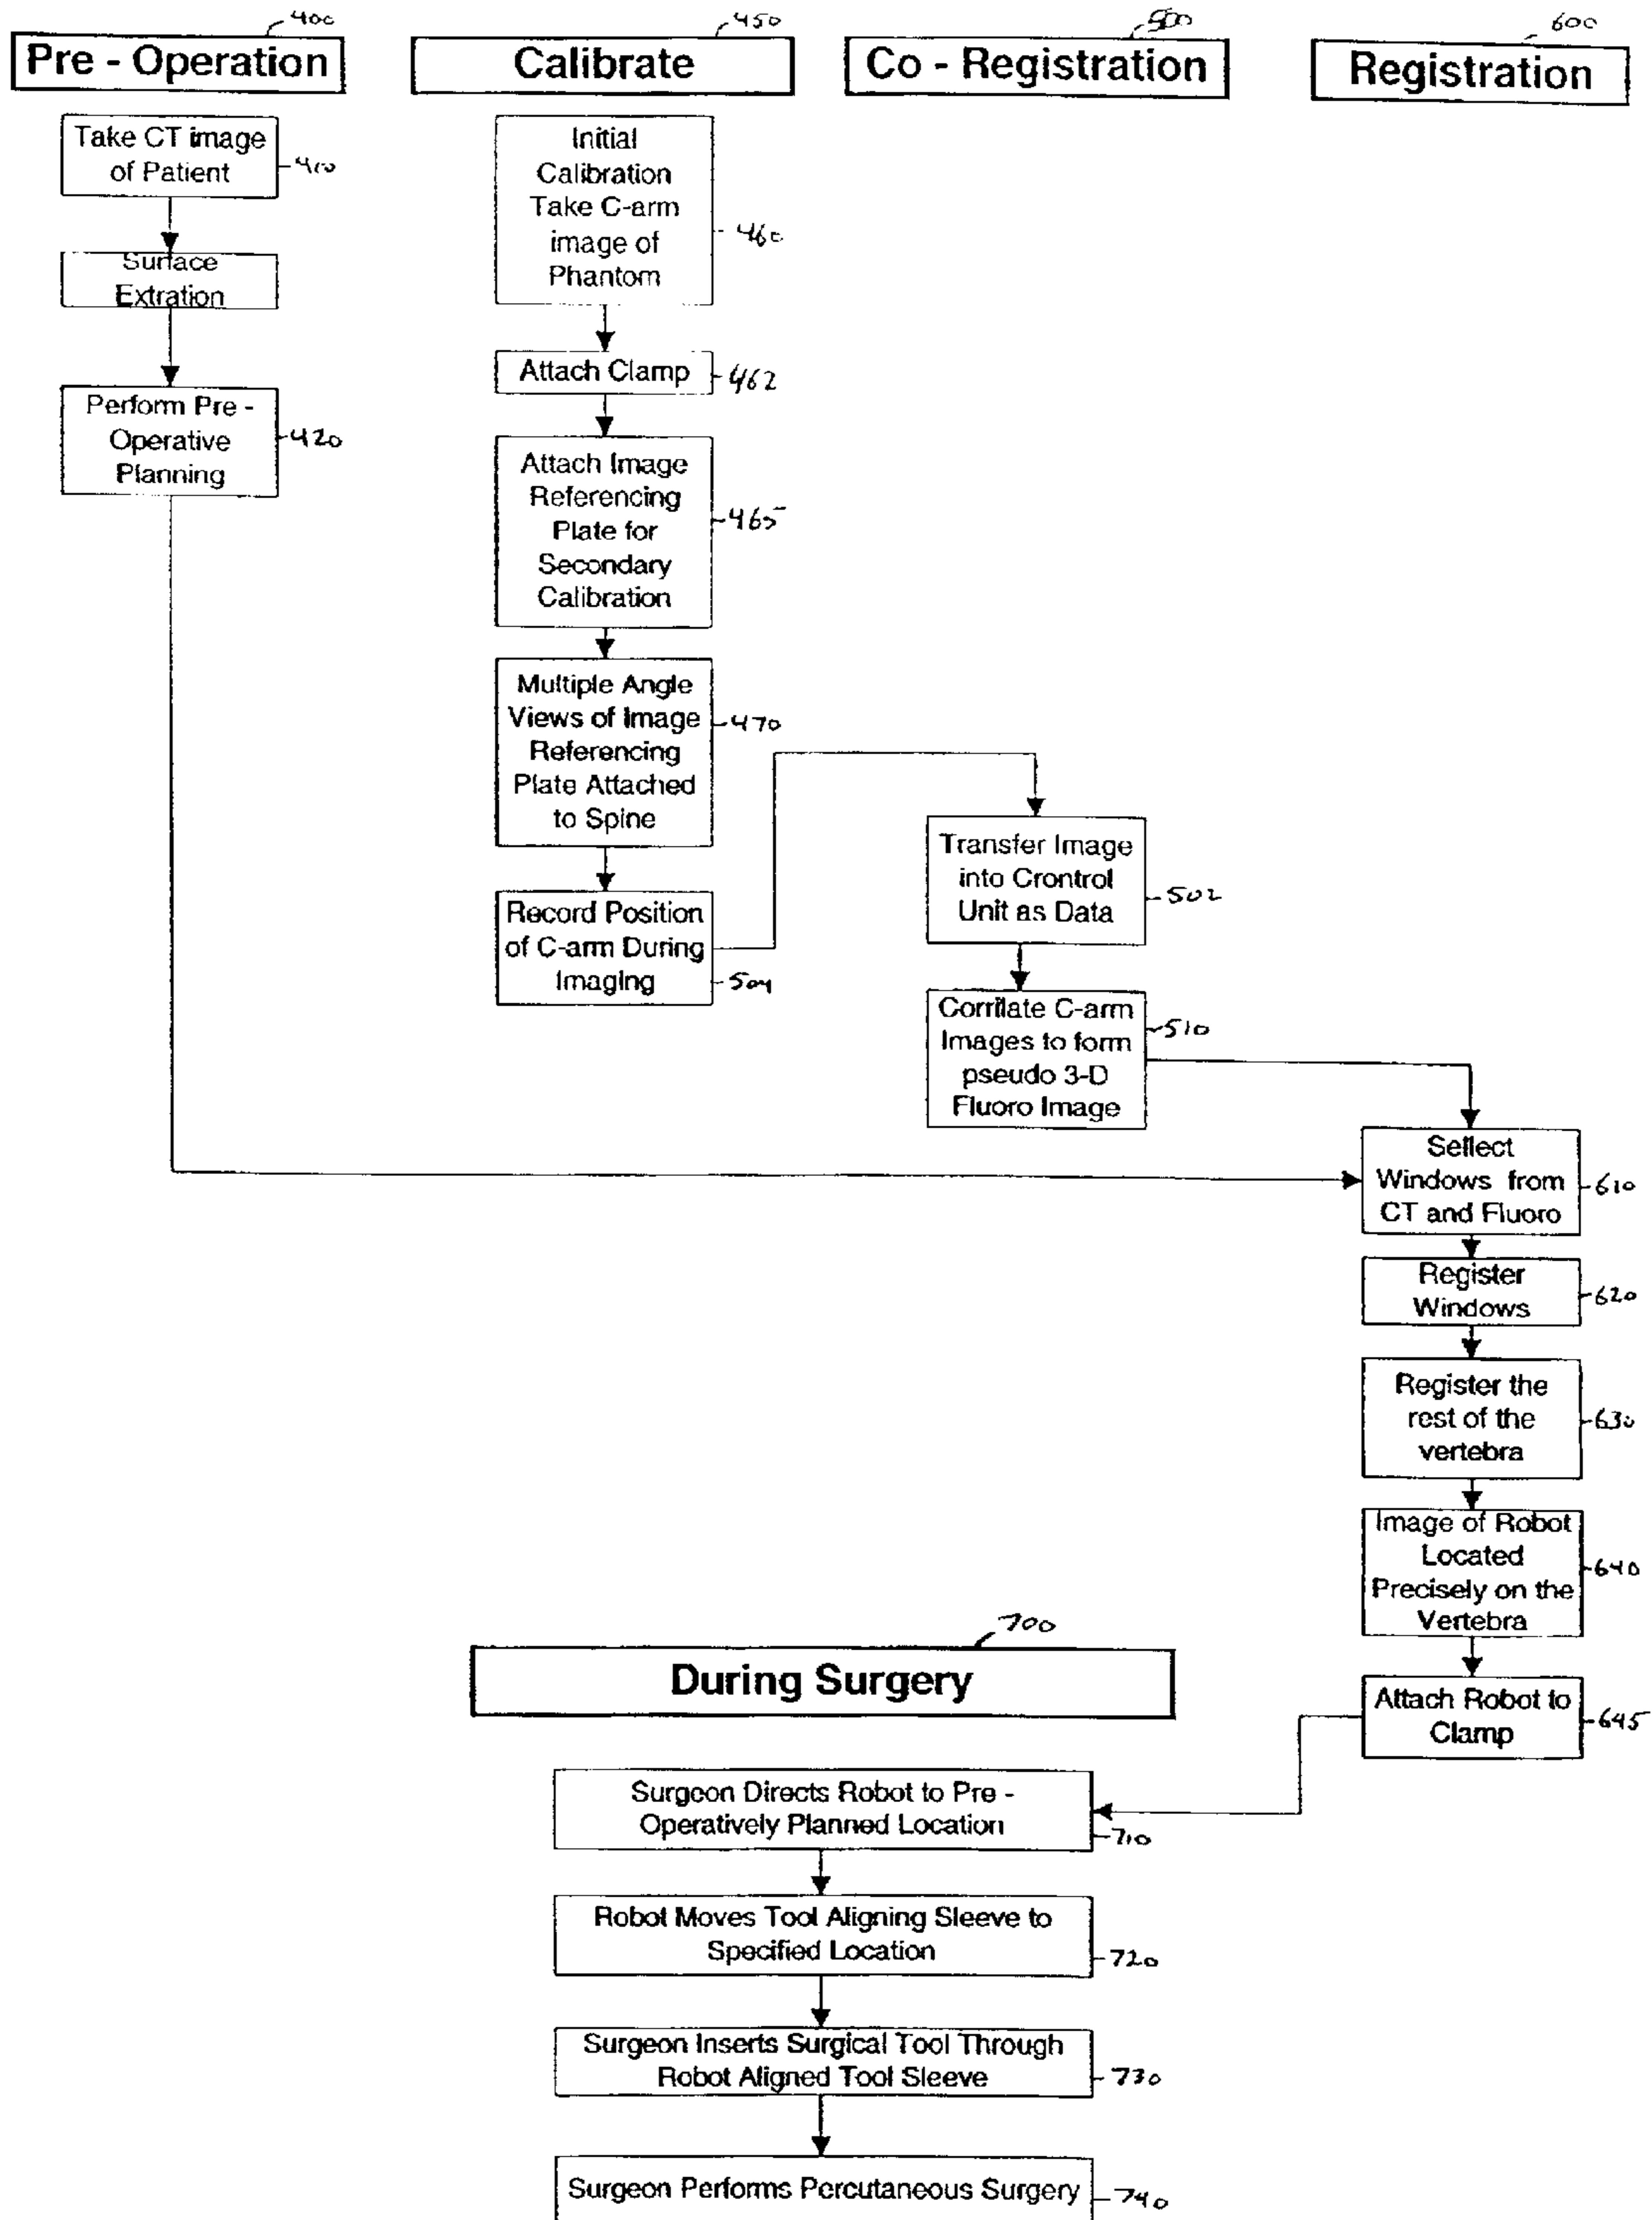 400
Pre - Operation
Take CT image
of Patient
410
Surface
Extration
Perform Pre -
Operative
Planning
420
450
Calibrate
Initial
Calibration
Take C-arm
image of
Phantom
460
Attach Clamp
462
Attach Image
Referencing
Plate for
Secondary
Calibration
465
Multiple Angle
Views of Image
Referencing
Plate Attached
to Spine
470
Record Position
of C-arm During
Imaging
504
500
Co - Registration
Transfer Image
into Crontrol
Unit as Data
502
Corrilate C-arm
Images to form
pseudo 3-D
Fluoro Image
510
600
Registration
Sellect
Windows from
CT and Fluoro
610
Register
Windows
620
Register the
rest of the
vertebra
630
Image of Robot
Located
Precisely on the
Vertebra
640
Attach Robot to
Clamp
645
700
During Surgery
Surgeon Directs Robot to Pre -
Operatively Planned Location
710
Robot Moves Tool Aligning Sleeve to
Specified Location
720
Surgeon Inserts Surgical Tool Through
Robot Aligned Tool Sleeve
730
Surgeon Performs Percutaneous Surgery
740